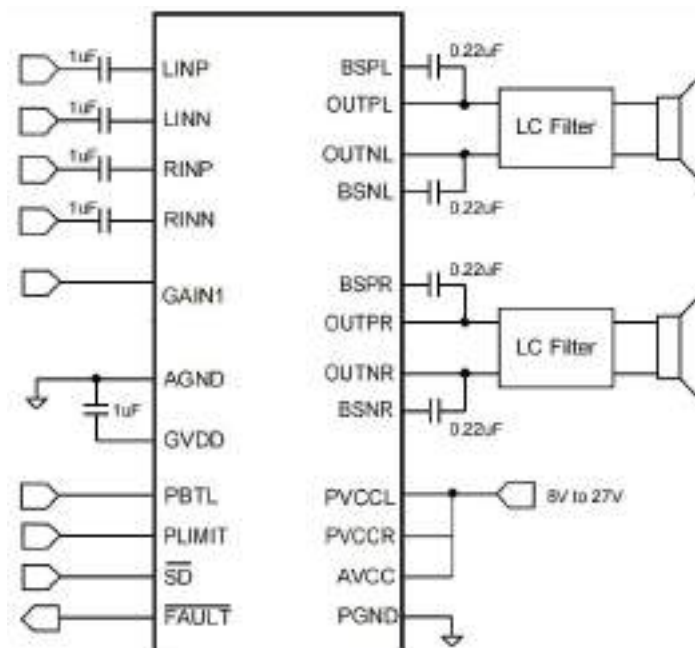 1uF
LINP
1uF
LINN
1uF
RINP
1uF
RINN
GAIN1
AGND
1uF
GVDD
PBTL
PLIMIT
SD
FAULT
BSPL
0.22uF
OUTPL
LC Filter
OUTNL
BSNL
0.22uF
BSPR
0.22uF
OUTPR
LC Filter
OUTNR
BSNR
0.22uF
PVCCL
8V to 27V
PVCCR
AVCC
PGND